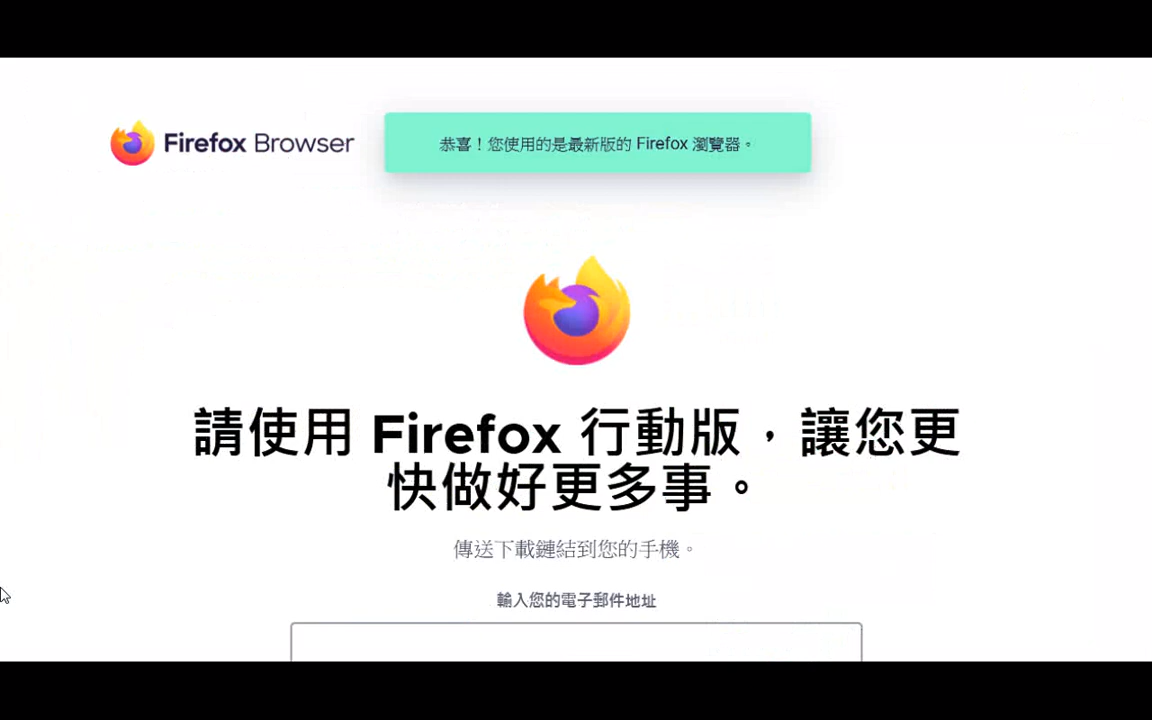 Firefox Browser
恭喜！您使用的是最新版的 Firefox 瀏覽器。
請使用 Firefox 行動版，讓您更
快做好更多事。
傳送下載鏈結到您的手機。
輸入您的電子郵件地址